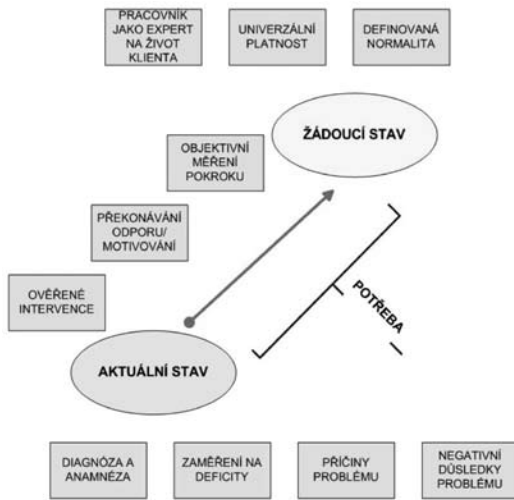 PRACOVNÍK
JAKO EXPERT
NA ŽIVOT
KLIENTA
UNIVERZÁLNÍ
PLATNOST
DEFINOVANÁ
NORMALITA
ŽÁDOUCÍ STAV
OBJEKTIVNÍ
MĚŘENÍ
POKROKU
PŘEKONÁVÁNÍ
ODPORU/
MOTIVOVÁNÍ
OVĚŘENÉ
INTERVENCE
POTŘEBA
AKTUÁLNÍ STAV
DIAGNÓZA A
ANAMNÉZA
ZAMĚŘENÍ NA
DEFICITY
PŘÍČINY
PROBLÉMU
NEGATIVNÍ
DŮSLEDKY
PROBLÉMU